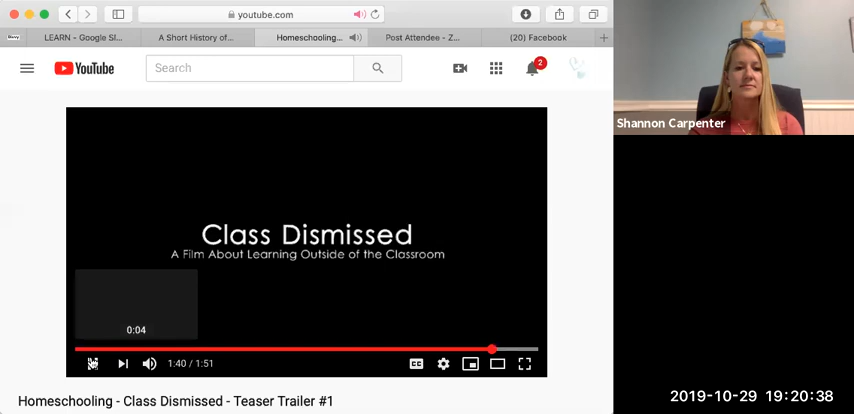 youtube.com
LEARN - Google Sl...
A Short History of...
Homeschooling...
Post Attendee - Z...
(20) Facebook
YouTube
Search
2
Shannon Carpenter
Class Dismissed
A Film About Learning Outside of the Classroom
0:04
1:40 / 1:51
CC
Homeschooling - Class Dismissed - Teaser Trailer #1
2019-10-29 19:20:38